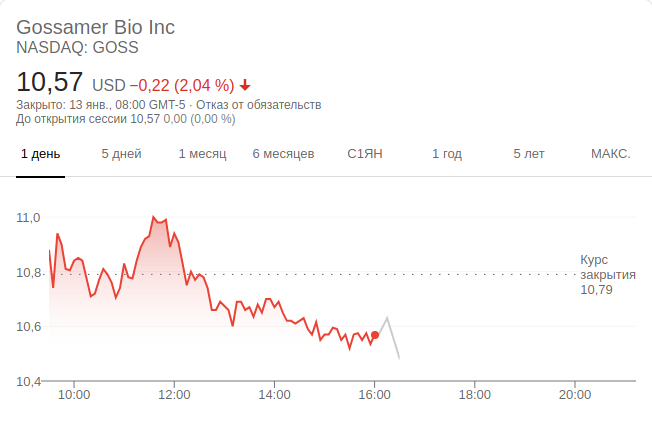 Gossamer Bio Inc
NASDAQ: GOSS
10,57 USD −0,22 (2,04 %)
Закрыто: 13 янв., 08:00 GMT-5 · Отказ от обязательств
До открытия сессии 10,57 0,00 (0,00 %)
1 день 5 дней 1 месяц 6 месяцев С1ЯН 1 год 5 лет МАКС.
11,0
Курс
10,8 закрытия
10,79
10,6
10,4
10:00 12:00 14:00 16:00 18:00 20:00